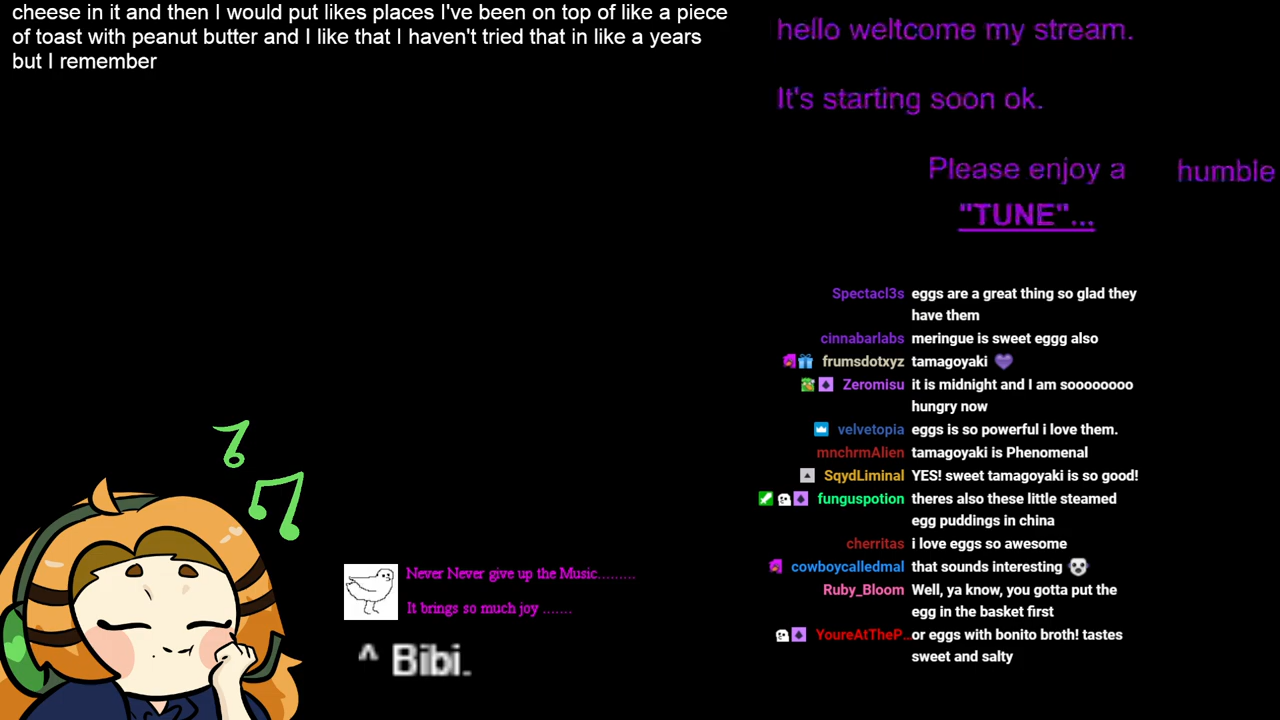 cheese in it and then I would put likes places I've been on top of like a piece
of toast with peanut butter and I like that I haven't tried that in like a years
but I remember
hello weltcome my stream.
It's starting soon ok.
Please enjoy a humble
"TUNE"...
Spectacl3s eggs are a great thing so glad they
have them
cinnabarlabs meringue is sweet eggg also
frumsdotxyz tamagoyaki
Zeromisu it is midnight and I am soooooooo
hungry now
velvetopia eggs is so powerful i love them.
mnchrmAlien tamagoyaki is Phenomenal
SqydLiminal YES! sweet tamagoyaki is so good!
funguspotion theres also these little steamed
egg puddings in china
cherritas i love eggs so awesome
cowboycalledmal that sounds interesting
Ruby_Bloom Well, ya know, you gotta put the
egg in the basket first
YoureAtTheP... or eggs with bonito broth! tastes
sweet and salty
Never Never give up the Music.........
It brings so much joy .......
^ Bibi.